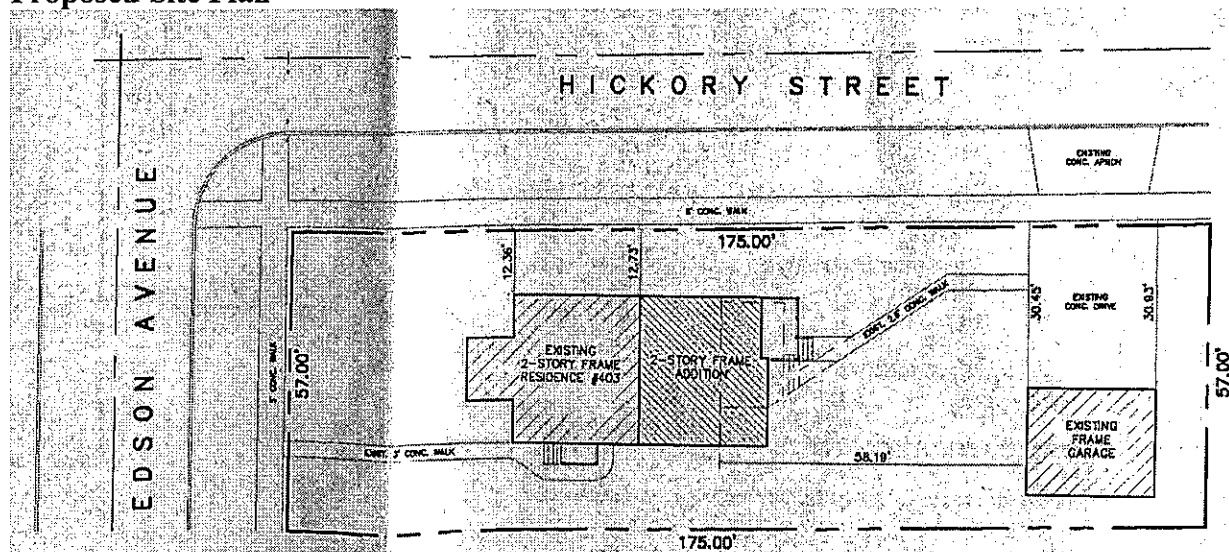 Proposed Site Plan
HICKORY STREET
EDSON AVENUE
EXISTING
CONC. APRON
5' CONC. WALK
175.00'
12.36'
12.73'
5' CONC. WALK
57.00'
EXISTING
2-STORY FRAME
RESIDENCE #403
2-STORY FRAME
ADDITION
EXIST. 2.8' CONC. WALK
30.45'
EXISTING
CONC. DRIVE
30.93'
57.00'
EXISTING
FRAME
GARAGE
EXIST. 3' CONC. WALK
58.19'
175.00'